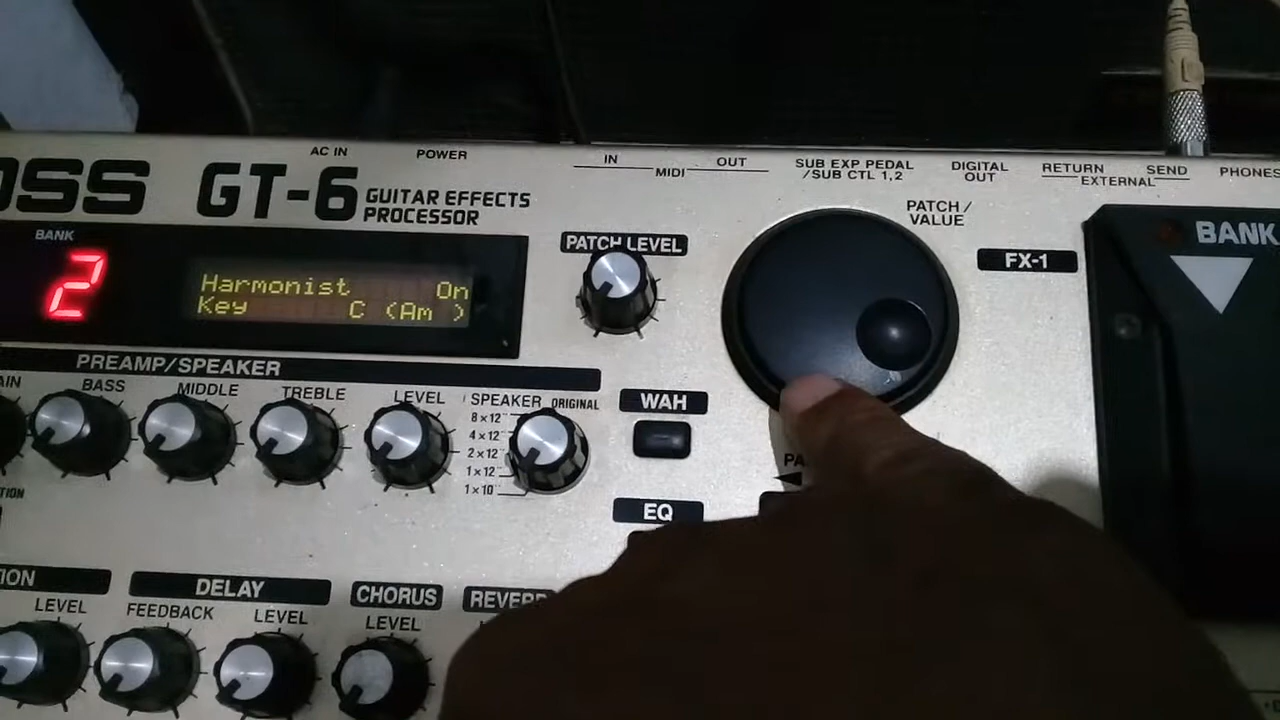 AC IN
POWER
IN
OUT
MIDI
SUB EXP PEDAL
/SUB CTL 1,2
DIGITAL
OUT
RETURN
SEND
EXTERNAL
PHONES
OSS GT-6 GUITAR EFFECTS
PROCESSOR
PATCH/
VALUE
BANK
2
Harmonist On
Key C (Am )
PATCH LEVEL
FX-1
BANK
PREAMP/SPEAKER
AIN
BASS
MIDDLE
TREBLE
LEVEL
SPEAKER
ORIGINAL
8×12"
4×12"
2×12"
1×12"
1×10"
WAH
EQ
DELAY
CHORUS
REVERB
LEVEL
FEEDBACK
LEVEL
LEVEL